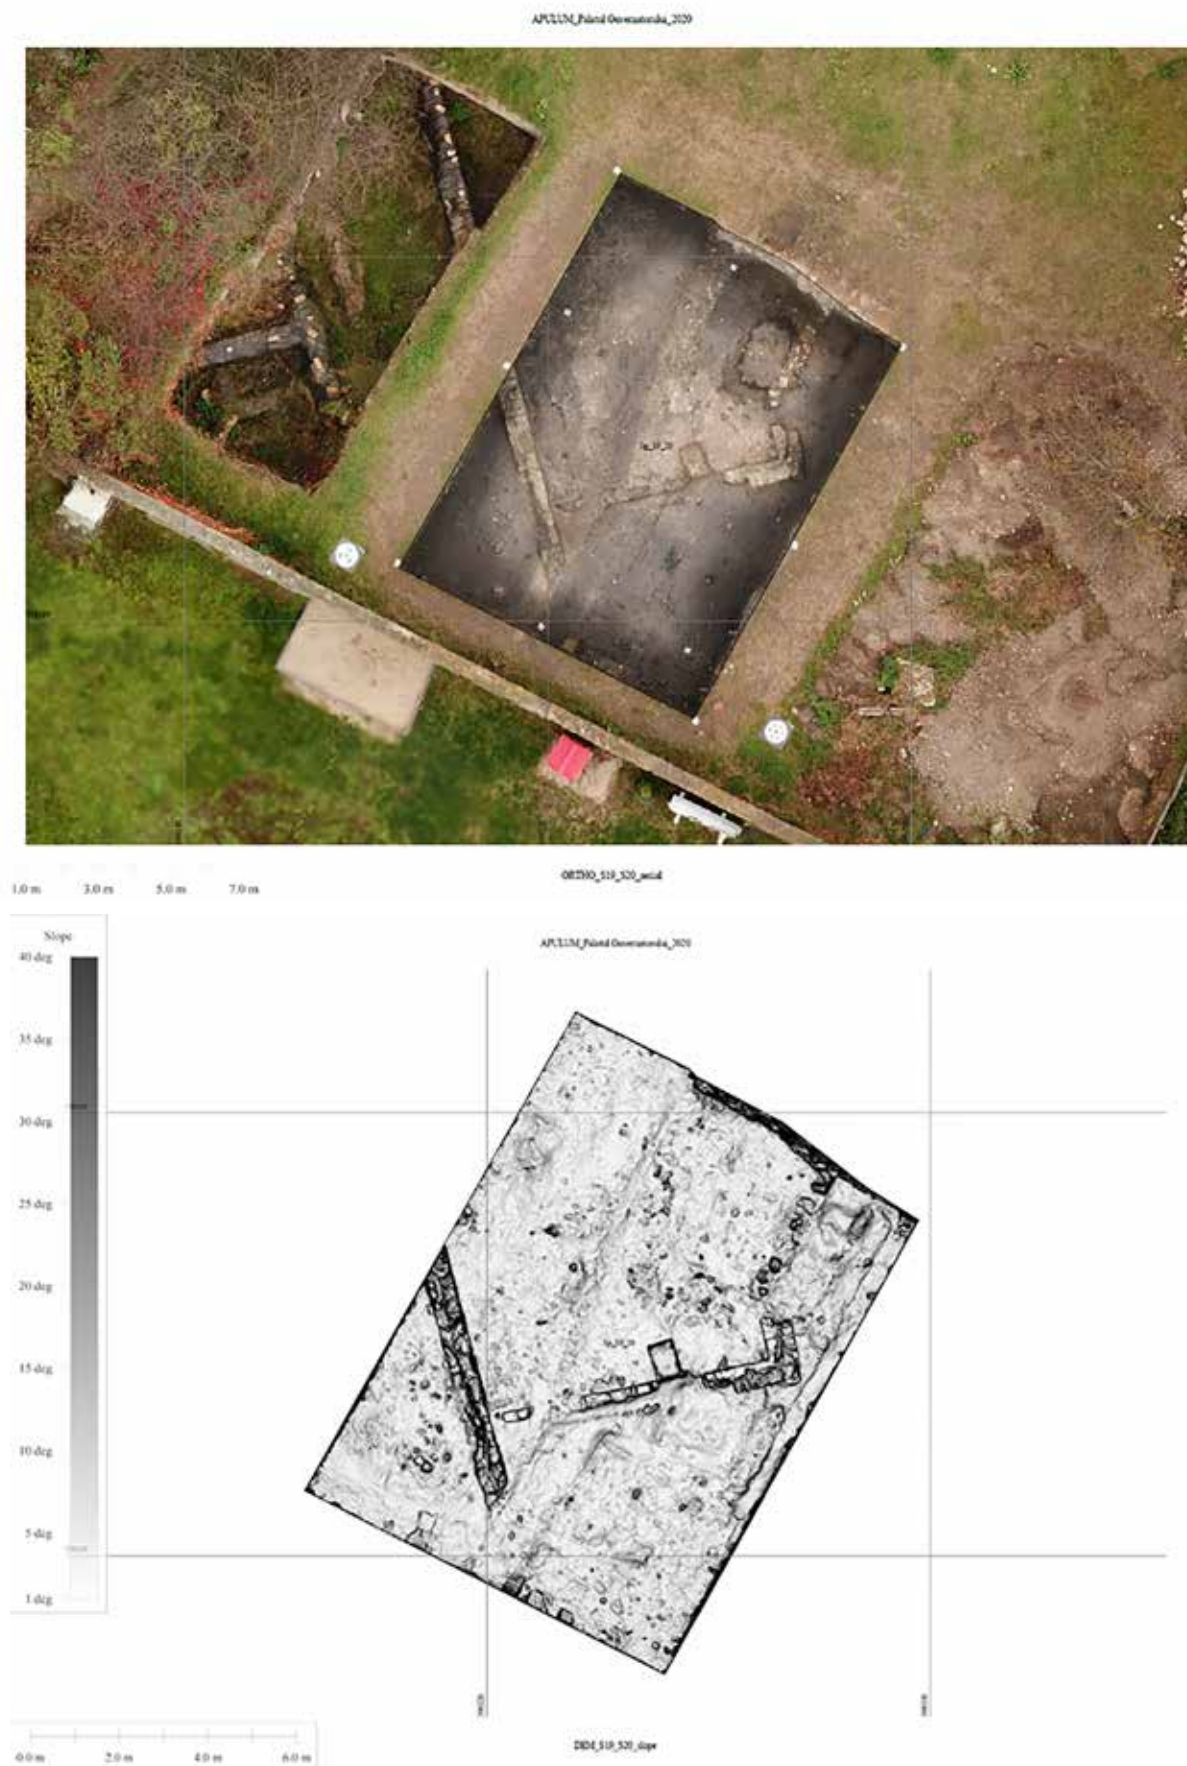 APULUM_Palatul Guvernatorului_2020
1.0 m 3.0 m 5.0 m 7.0 m
ORTHO_S19_S20_aerial
Slope
APULUM_Palatul Guvernatorului_2020
40 deg
35 deg
30 deg
25 deg
20 deg
15 deg
10 deg
5 deg
1 deg
0.0 m 2.0 m 4.0 m 6.0 m
DEM_S19_S20_slope